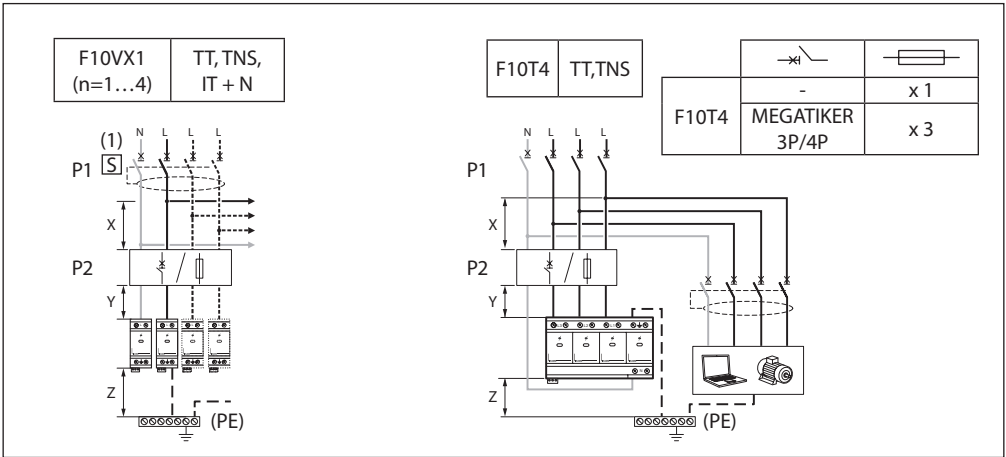 F10VX1
(n=1…4)
TT, TNS,
IT + N
F10T4
TT,TNS
F10T4
-
x 1
MEGATIKER
3P/4P
x 3
(1)
N L L L
P1
S
X
P2
Y
Z
(PE)
N L L L
P1
X
P2
Y
Z
(PE)